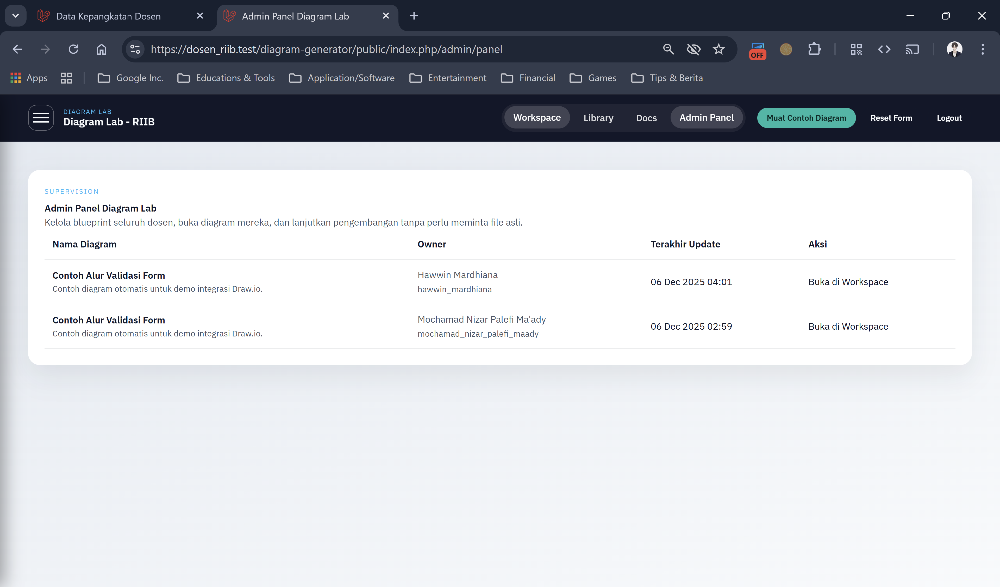 Data Kepangkatan Dosen
Admin Panel Diagram Lab
https://dosen_riib.test/diagram-generator/public/index.php/admin/panel
OFF
Apps
Google Inc.
Educations & Tools
Application/Software
Entertainment
Financial
Games
Tips & Berita
DIAGRAM LAB
Diagram Lab - RIIB
Workspace
Library
Docs
Admin Panel
Muat Contoh Diagram
Reset Form
Logout
SUPERVISION
Admin Panel Diagram Lab
Kelola blueprint seluruh dosen, buka diagram mereka, dan lanjutkan pengembangan tanpa perlu meminta file asli.
Nama Diagram Owner Terakhir Update Aksi
Contoh Alur Validasi Form
Contoh diagram otomatis untuk demo integrasi Draw.io.
Hawwin Mardhiana
hawwin_mardhiana
06 Dec 2025 04:01
Buka di Workspace
Contoh Alur Validasi Form
Contoh diagram otomatis untuk demo integrasi Draw.io.
Mochamad Nizar Palefi Ma'ady
mochamad_nizar_palefi_maady
06 Dec 2025 02:59
Buka di Workspace